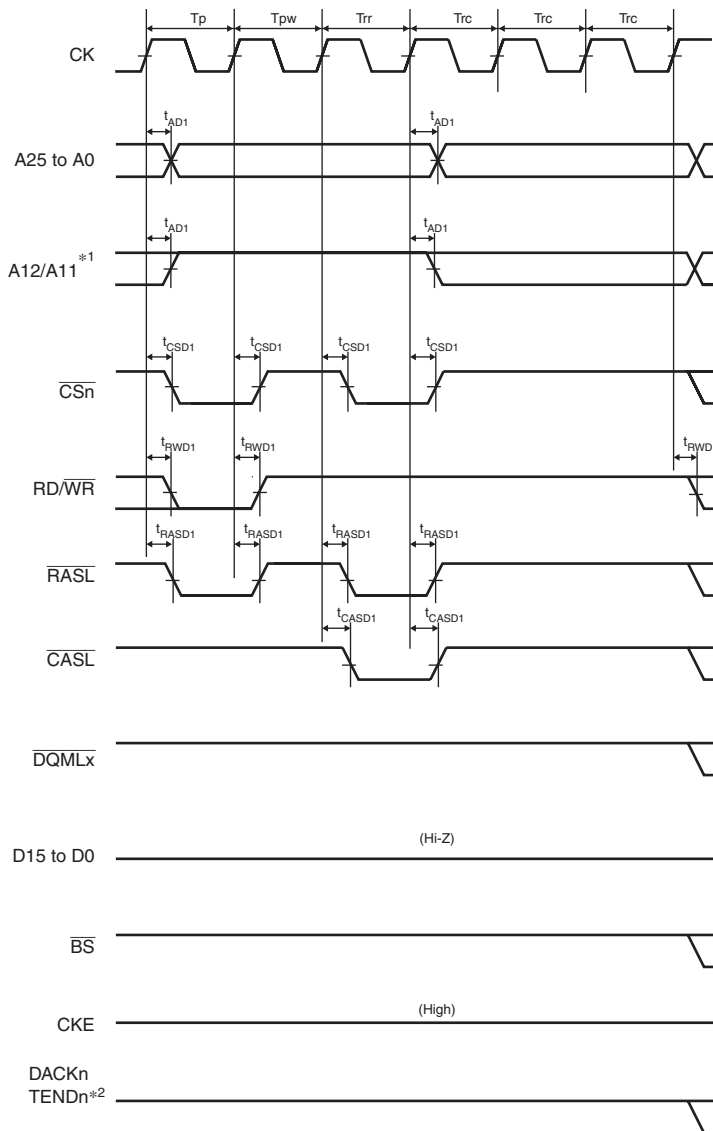 Tp Tpw Trr Trc Trc Trc
CK
tAD1 tAD1
A25 to A0
tAD1 tAD1
A12/A11*1
tCSD1 tCSD1 tCSD1 tCSD1
CSn
tRWD1 tRWD1 tRWD
RD/WR
tRASD1 tRASD1 tRASD1 tRASD1
RASL
tCASD1 tCASD1
CASL
DQMLx
(Hi-Z)
D15 to D0
BS
(High)
CKE
DACKn
TENDn*2